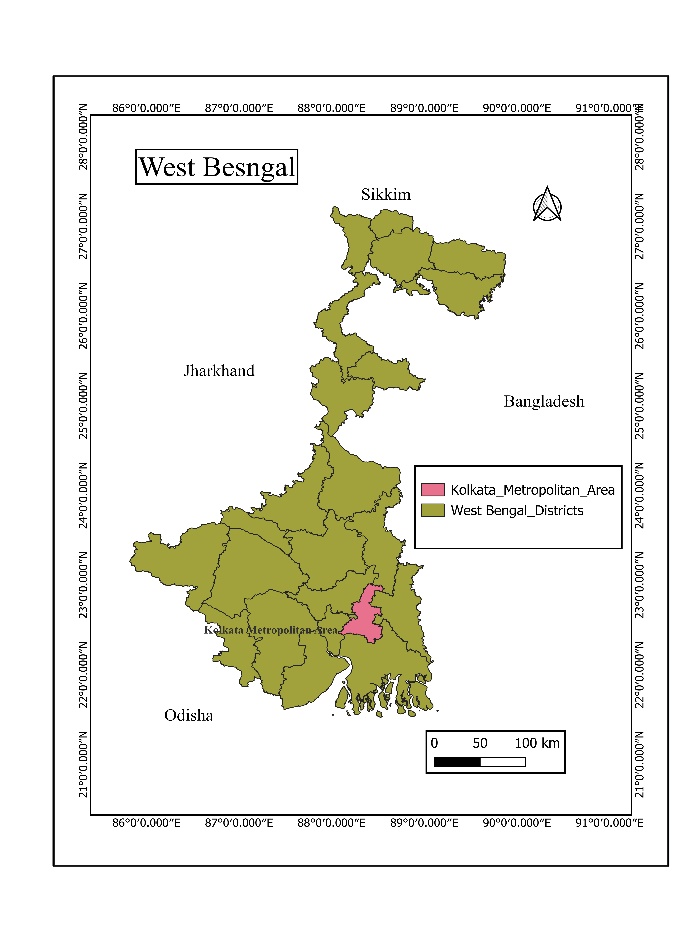 86°0′0.000″E 87°0′0.000″E 88°0′0.000″E 89°0′0.000″E 90°0′0.000″E 91°0′0.000″E
28°0′0.000″N
27°0′0.000″N
26°0′0.000″N
25°0′0.000″N
24°0′0.000″N
23°0′0.000″N
22°0′0.000″N
21°0′0.000″N
West Besngal
Sikkim
Jharkhand
Bangladesh
Kolkata_Metropolitan_Area
West Bengal_Districts
Kolkata Metropolitan Area
Odisha
0 50 100 km
28°0′0.000″N
27°0′0.000″N
26°0′0.000″N
25°0′0.000″N
24°0′0.000″N
23°0′0.000″N
22°0′0.000″N
21°0′0.000″N
86°0′0.000″E 87°0′0.000″E 88°0′0.000″E 89°0′0.000″E 90°0′0.000″E 91°0′0.000″E